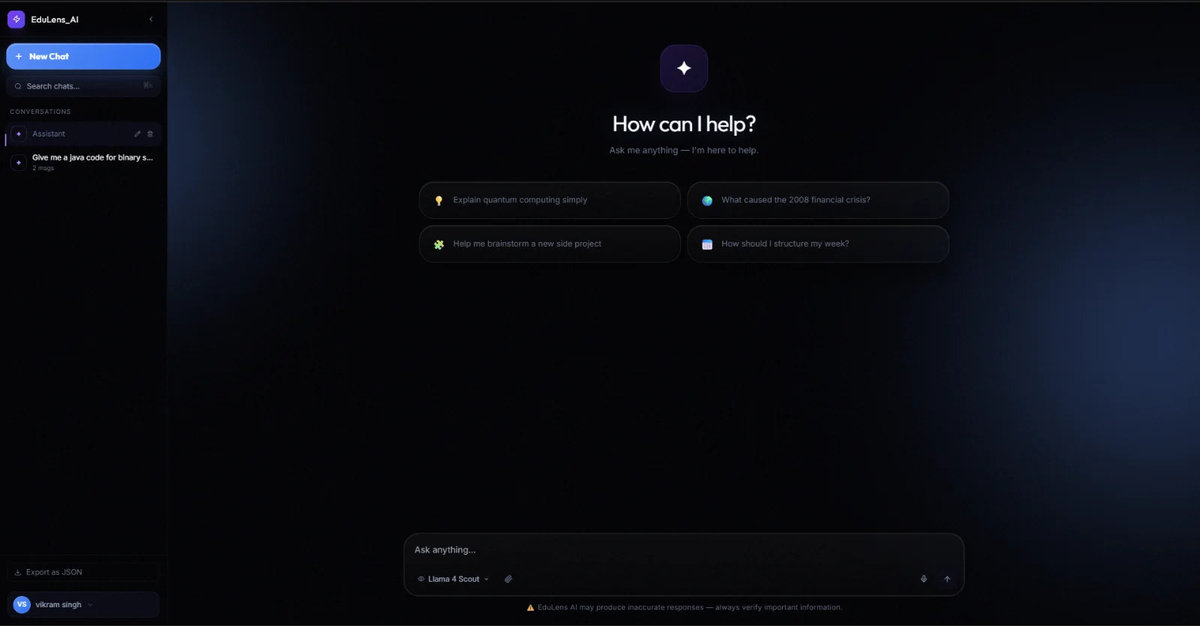 EduLens_AI
New Chat
Search chats...
⌘K
CONVERSATIONS
Assistant
Give me a java code for binary s...
2 msgs
Export as JSON
VS
vikram singh
How can I help?
Ask me anything — I'm here to help.
Explain quantum computing simply
What caused the 2008 financial crisis?
Help me brainstorm a new side project
How should I structure my week?
Ask anything...
Llama 4 Scout
EduLens AI may produce inaccurate responses — always verify important information.